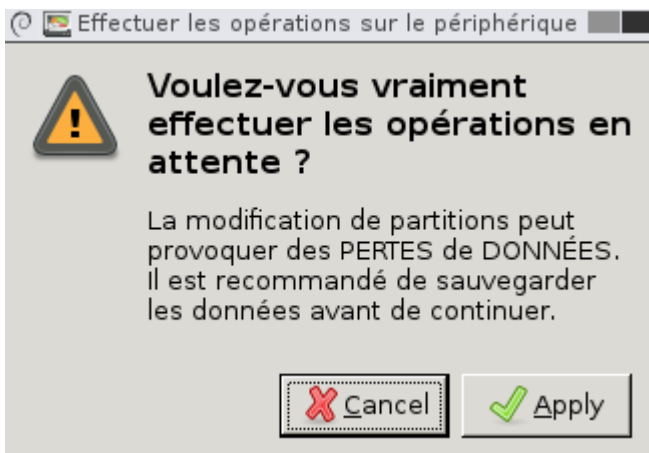 Effectuer les opérations sur le périphérique
Voulez-vous vraiment
effectuer les opérations en
attente ?
La modification de partitions peut
provoquer des PERTES de DONNÉES.
Il est recommandé de sauvegarder
les données avant de continuer.
Cancel
Apply